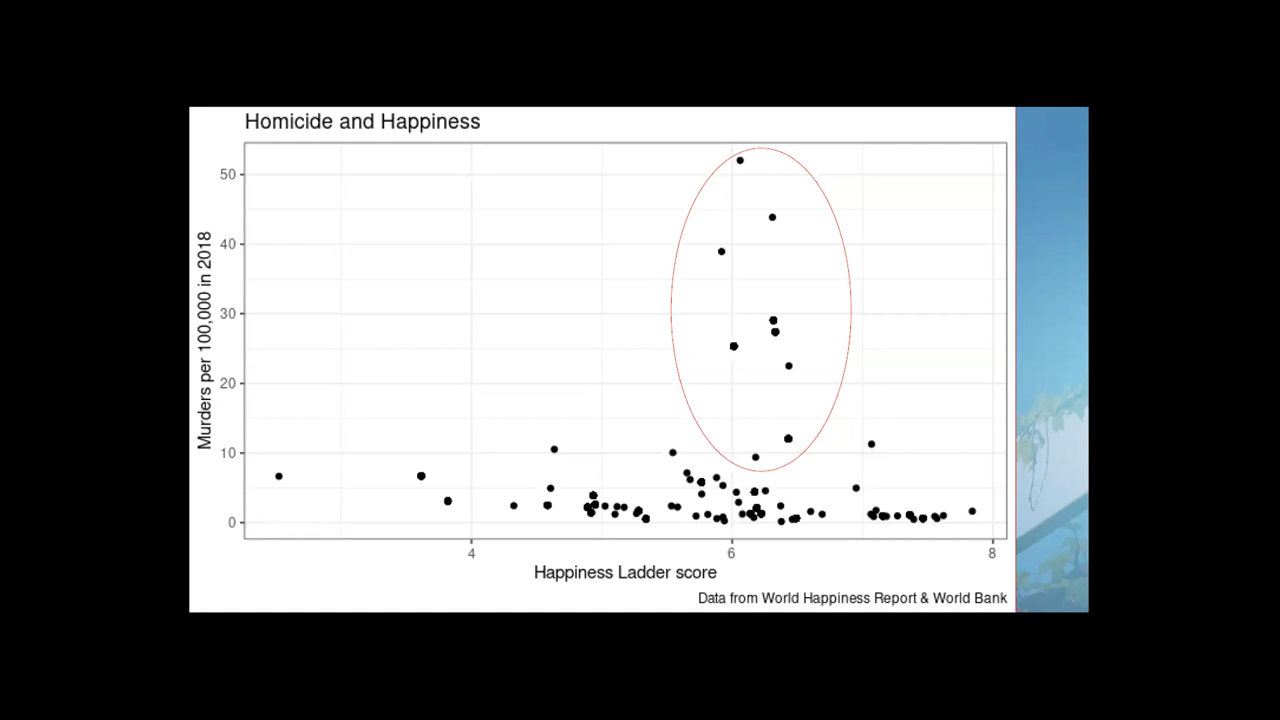 Homicide and Happiness
Murders per 100,000 in 2018
50
40
30
20
10
0
4
6
8
Happiness Ladder score
Data from World Happiness Report & World Bank